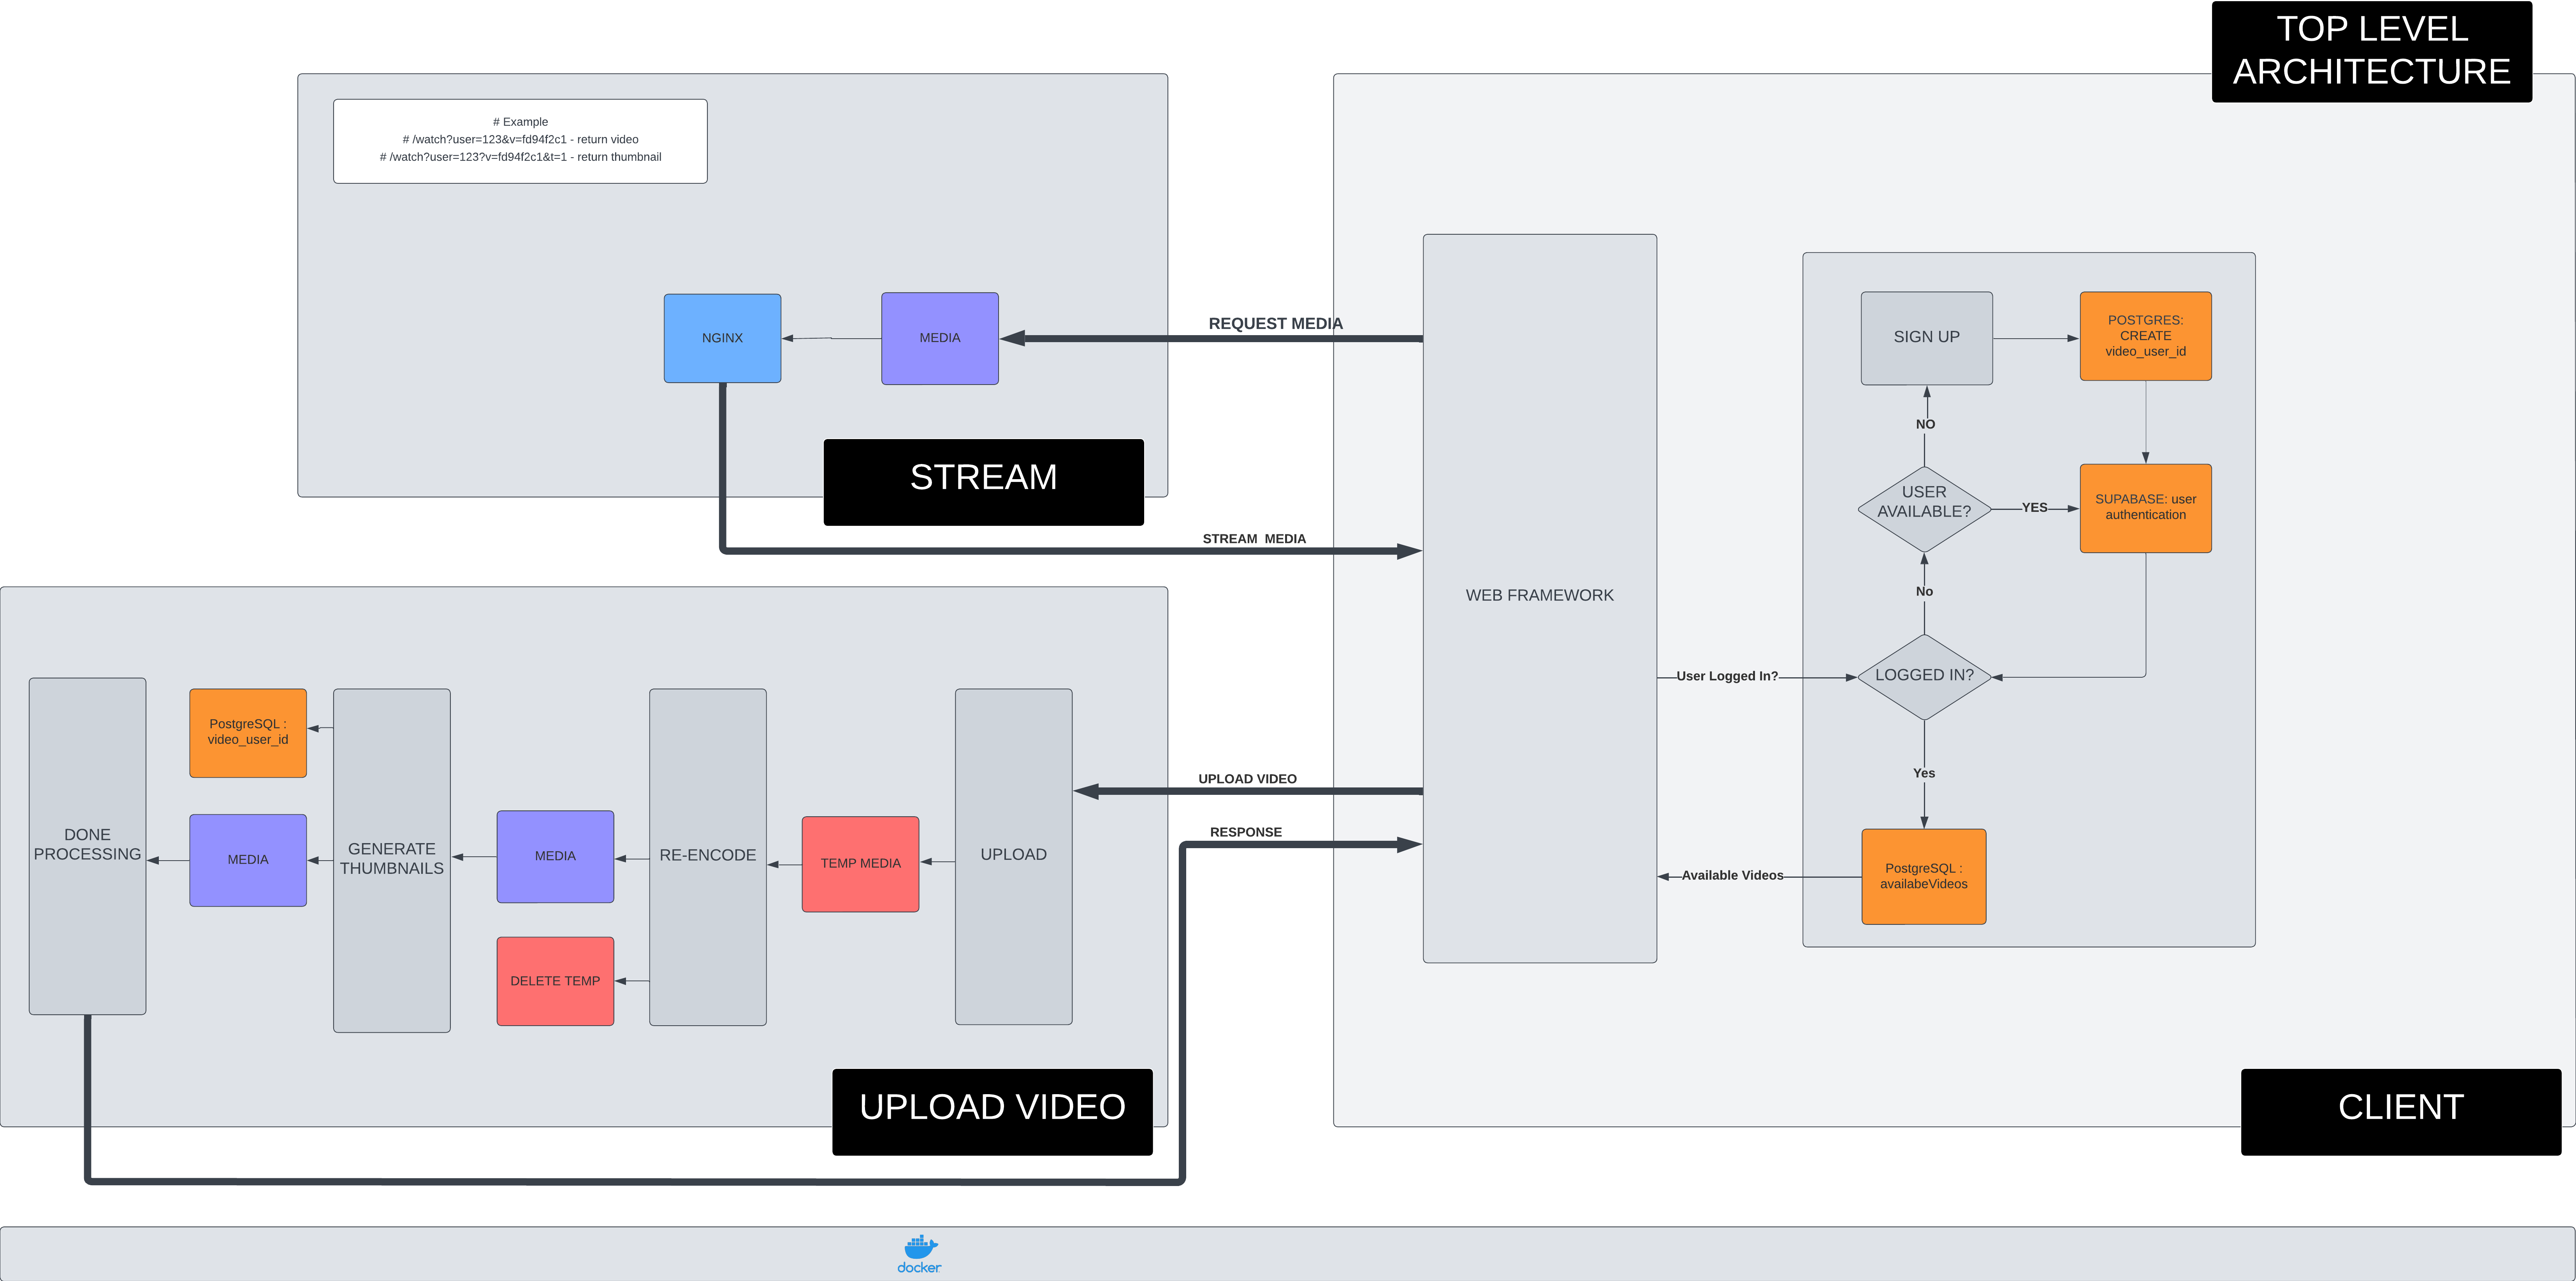 TOP LEVEL
ARCHITECTURE
# Example
# /watch?user=123&v=fd94f2c1 - return video
# /watch?user=123?v=fd94f2c1&t=1 - return thumbnail
NGINX
MEDIA
REQUEST MEDIA
STREAM
STREAM  MEDIA
WEB FRAMEWORK
SIGN UP
POSTGRES:
CREATE
video_user_id
NO
USER
AVAILABLE?
YES
SUPABASE: user
authentication
No
User Logged In?
LOGGED IN?
Yes
Available Videos
PostgreSQL :
availabeVideos
CLIENT
UPLOAD VIDEO
RESPONSE
DONE
PROCESSING
PostgreSQL :
video_user_id
MEDIA
GENERATE
THUMBNAILS
MEDIA
DELETE TEMP
RE-ENCODE
TEMP MEDIA
UPLOAD
UPLOAD VIDEO
docker